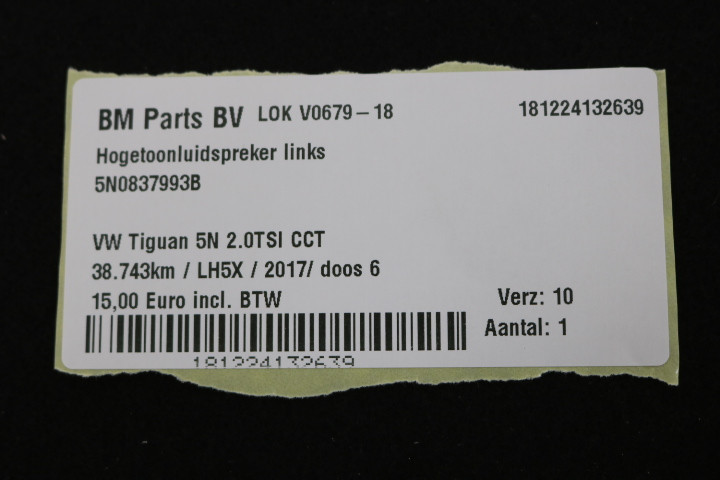 BM Parts BV LOK V0679-18 181224132639
Hogetoonluidspreker links
5N0837993B
VW Tiguan 5N 2.0TSI CCT
38.743km / LH5X / 2017/ doos 6
15,00 Euro incl. BTW Verz: 10
Aantal: 1
181224132639